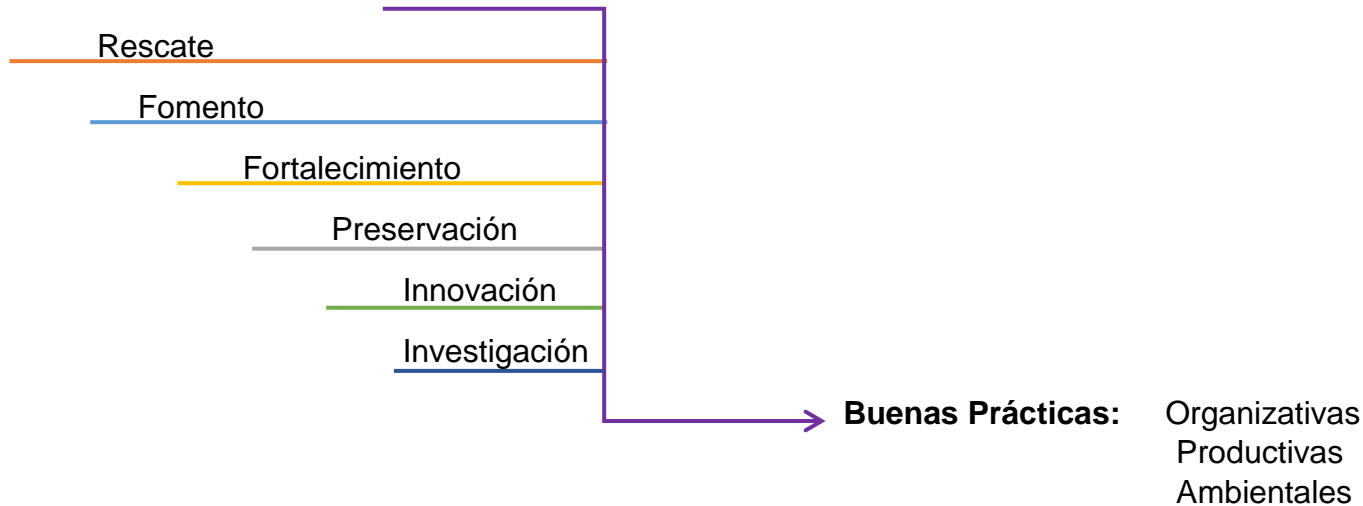 Rescate
Fomento
Fortalecimiento
Preservación
Innovación
Investigación
Buenas Prácticas: Organizativas
Productivas
Ambientales